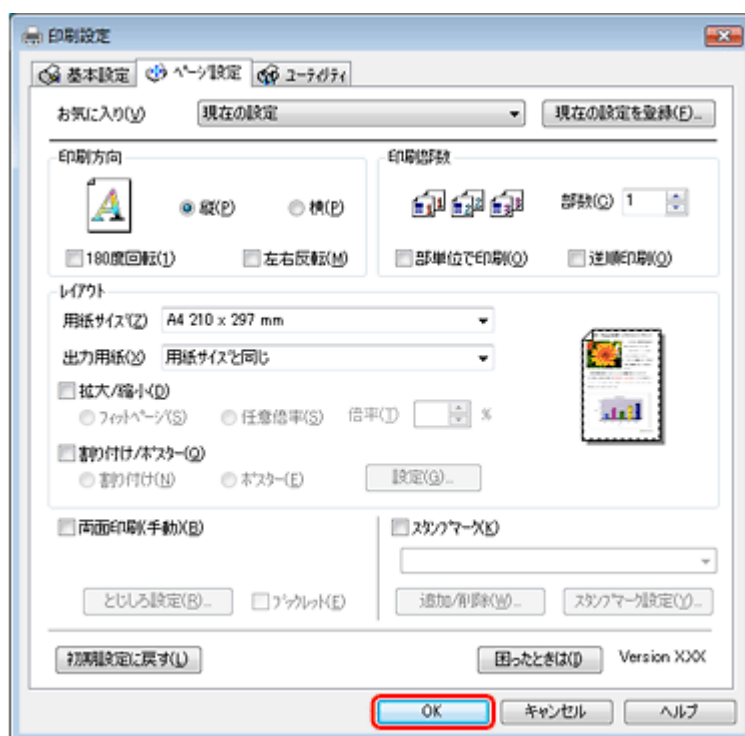 印刷設定
基本設定 ページ設定 ユーティリティ
お気に入り(V) 現在の設定 現在の設定を登録(F)...
印刷方向 印刷部数
縦(P) 横(P) 部数(C) 1
180度回転(1) 左右反転(M) 部単位で印刷(O) 逆順印刷(O)
レイアウト
用紙サイズ(Z) A4 210 x 297 mm
出力用紙(X) 用紙サイズと同じ
拡大/縮小(D)
フィットページ(S) 任意倍率(S) 倍率(T) %
割り付け/ポスター(Q)
割り付け(N) ポスター(E) 設定(G)...
両面印刷(手動)(B) スタンプマーク(K)
とじしろ設定(R)... ブックレット(E) 追加/削除(W)... スタンプマーク設定(Y)...
初期設定に戻す(L) 困ったときは(I) Version XXX
OK キャンセル ヘルプ